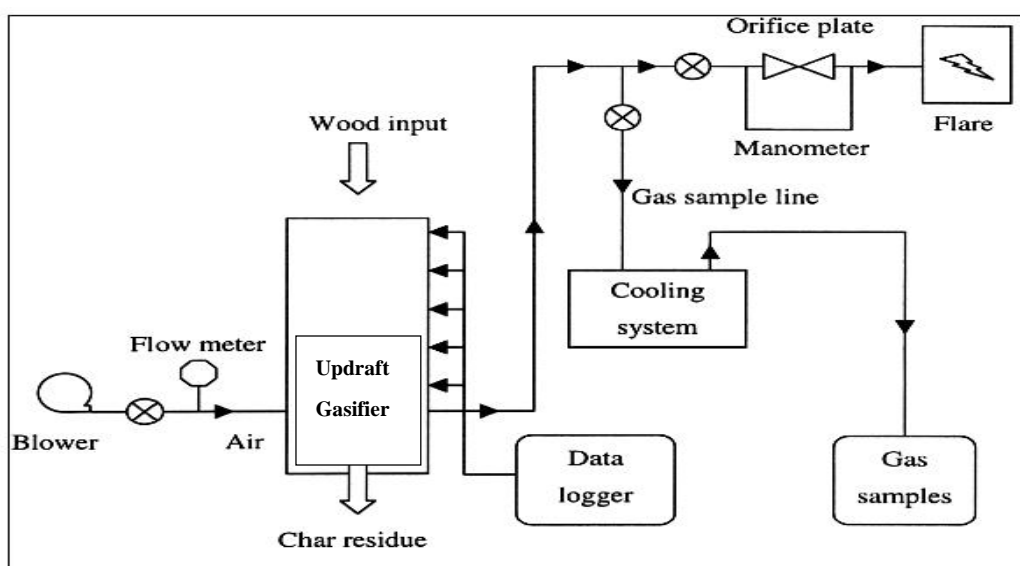 Orifice plate
Wood input
Manometer
Flare
Gas sample line
Cooling
system
Flow meter
Updraft
Gasifier
Blower
Air
Data
logger
Gas
samples
Char residue